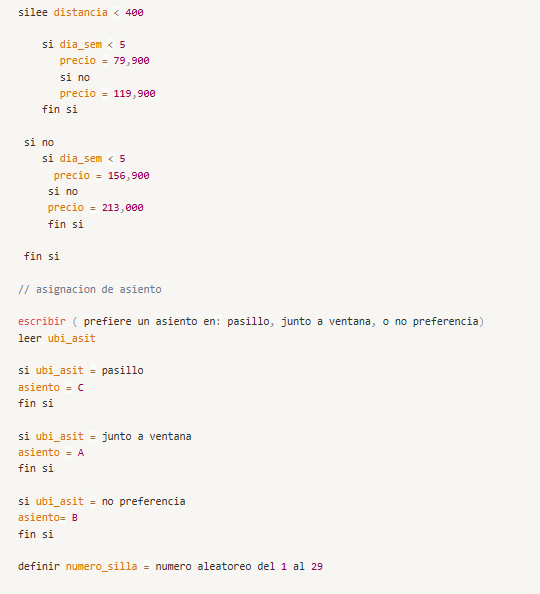 silee distancia < 400
si dia_sem < 5
precio = 79,900
si no
precio = 119,900
fin si
si no
si dia_sem < 5
precio = 156,900
si no
precio = 213,000
fin si
fin si
// asignacion de asiento
escribir ( prefiere un asiento en: pasillo, junto a ventana, o no preferencia)
leer ubi_asit
si ubi_asit = pasillo
asiento = C
fin si
si ubi_asit = junto a ventana
asiento = A
fin si
si ubi_asit = no preferencia
asiento= B
fin si
definir numero_silla = numero aleatoreo del 1 al 29